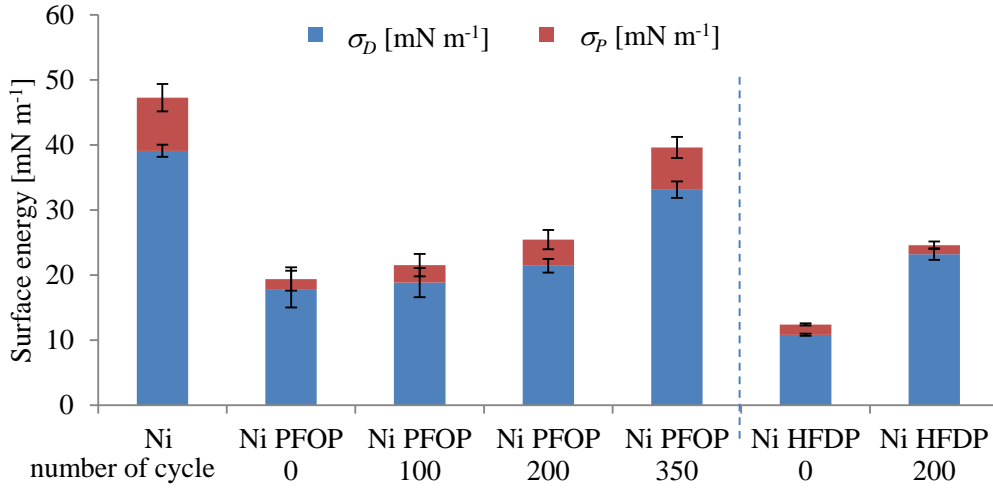 60
σD [mN m-1] σP [mN m-1]
50
40
30
20
10
0
Surface energy [mN m-1]
Ni Ni PFOP Ni PFOP Ni PFOP Ni PFOP Ni HFDP Ni HFDP
number of cycle 0 100 200 350 0 200